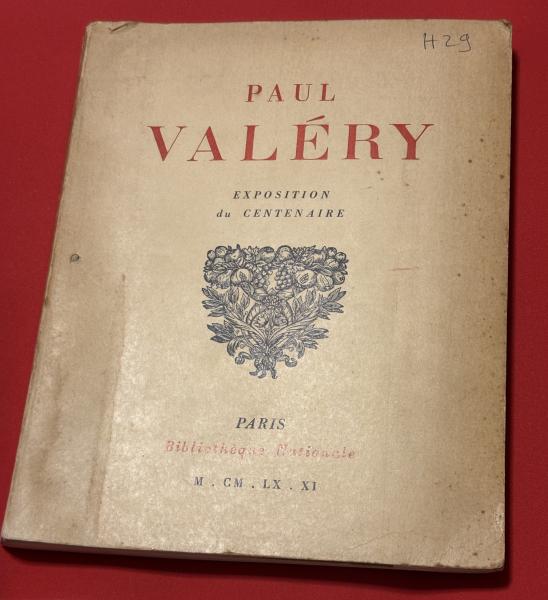 H29
PAUL
VALÉRY
EXPOSITION
du CENTENAIRE
PARIS
Bibliothèque Nationale
M . CM . LX . XI